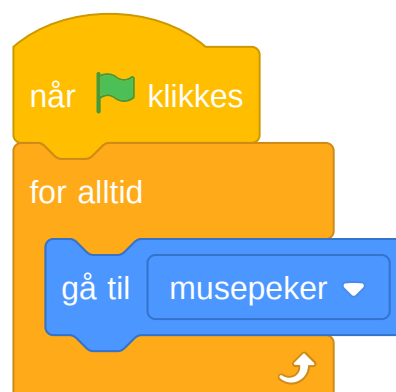 når klikkes
for alltid
gå til musepeker